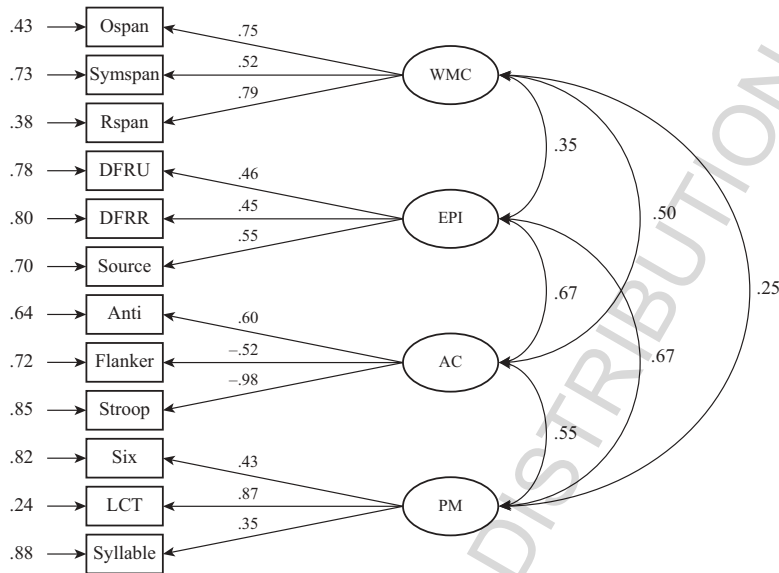 .43 Ospan .75
.73 Symspan .52 WMC
.38 Rspan .79
.35
.78 DFRU .46
.80 DFRR .45 EPI .50
.70 Source .55
.67 .25
.64 Anti .60
.72 Flanker –.52 AC .67
.85 Stroop –.98
.55
.82 Six .43
.24 LCT .87 PM
.88 Syllable .35
DISTRIBUTION